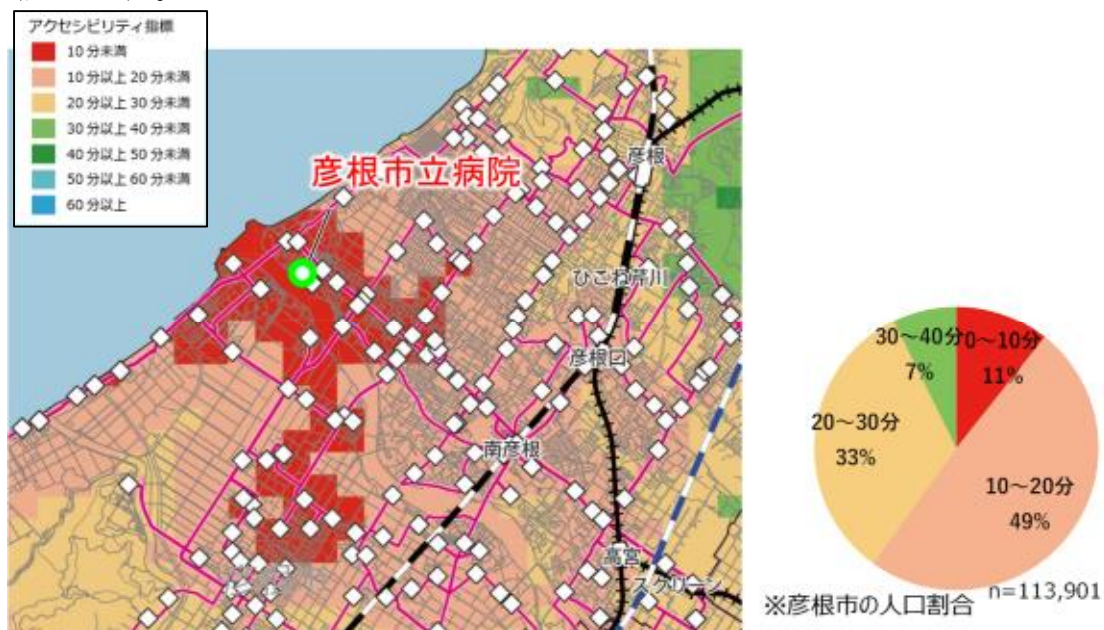 アクセシビリティ指標
10分未満
10分以上20分未満
20分以上30分未満
30分以上40分未満
40分以上50分未満
50分以上60分未満
60分以上
彦根市立病院
彦根
ひこね芹川
彦根口
南彦根
高宮
スクリーン
30～40分
7%
0～10分
11%
20～30分
33%
10～20分
49%
※彦根市の人口割合
n=113,901